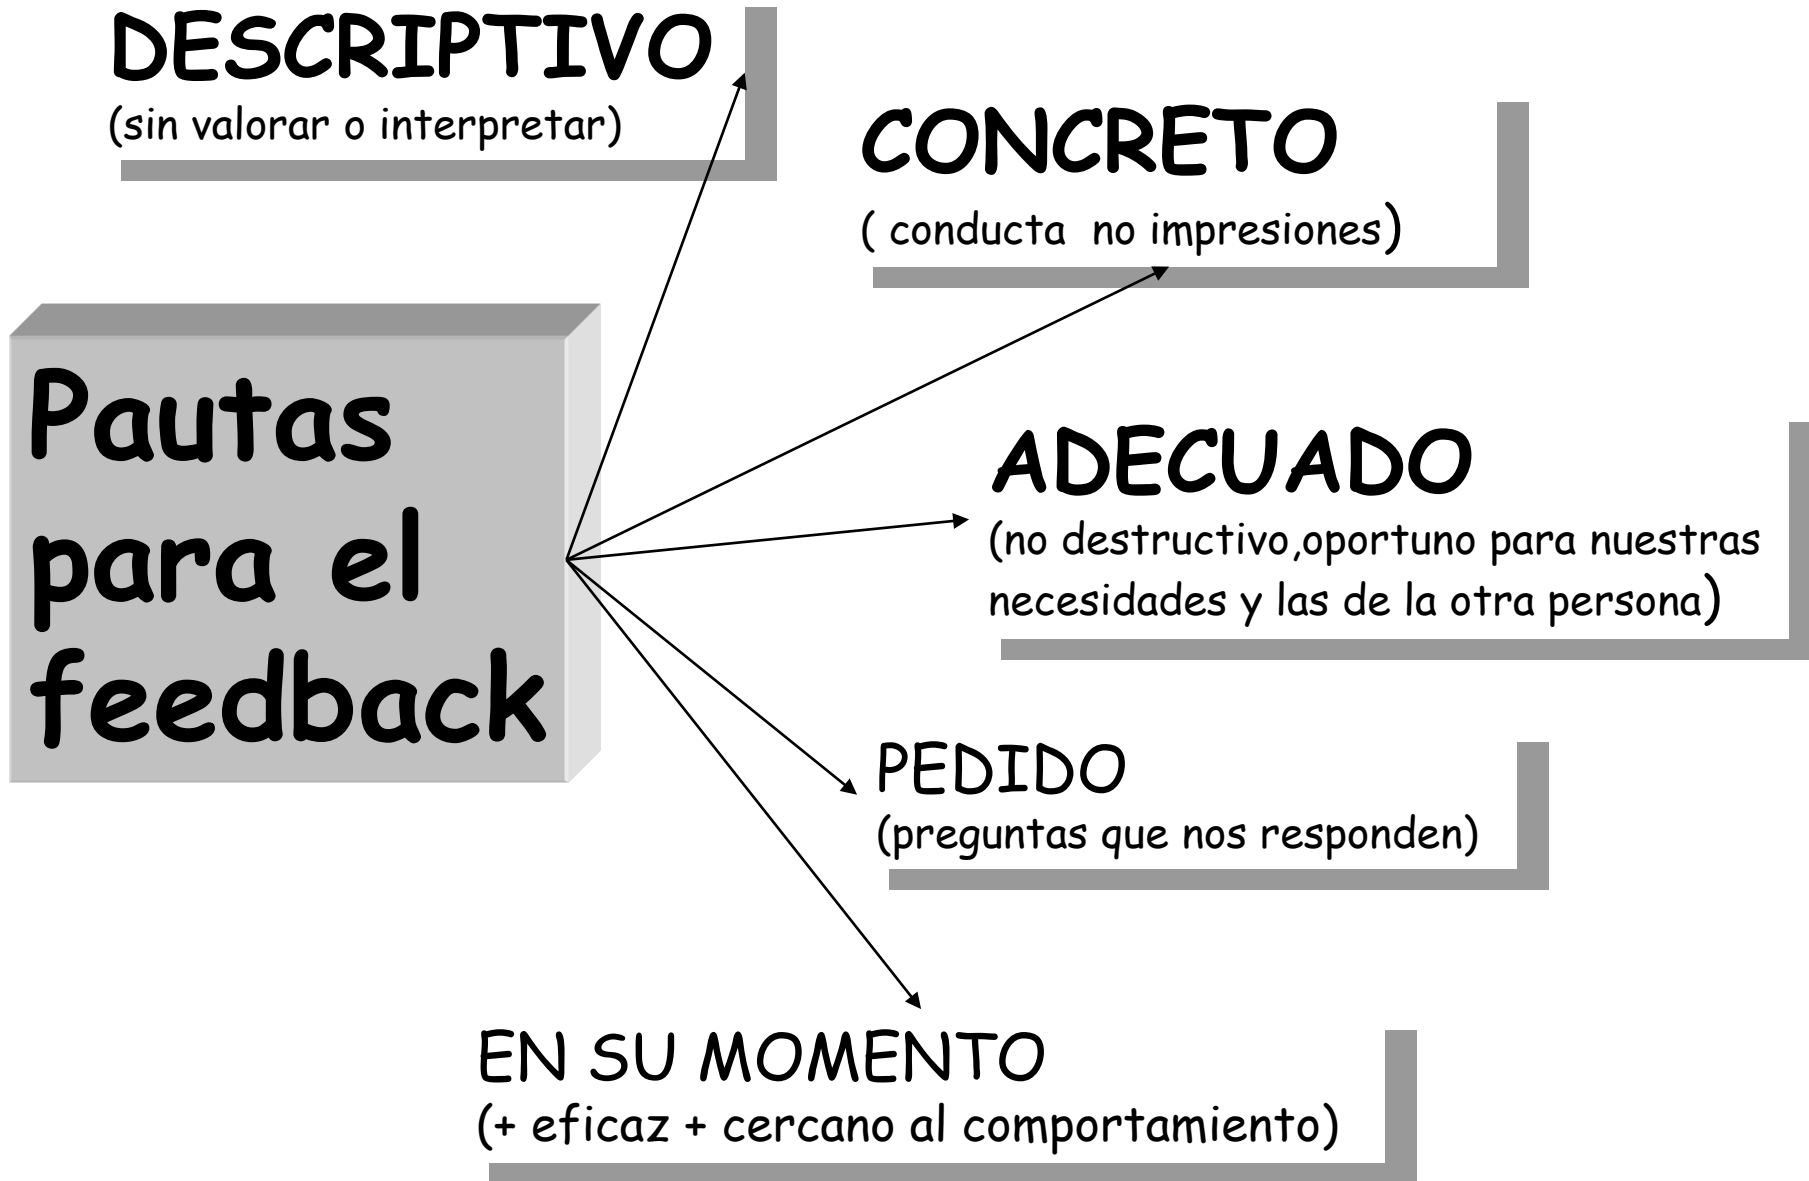 DESCRIPTIVO
(sin valorar o interpretar)
CONCRETO
( conducta  no impresiones)
Pautas
para el
feedback
ADECUADO
(no destructivo,oportuno para nuestras
necesidades y las de la otra persona)
PEDIDO
(preguntas que nos responden)
EN SU MOMENTO
(+ eficaz + cercano al comportamiento)